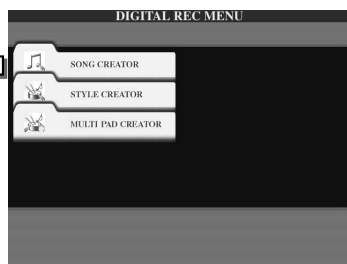 DIGITAL REC MENU
SONG CREATOR
STYLE CREATOR
MULTI PAD CREATOR